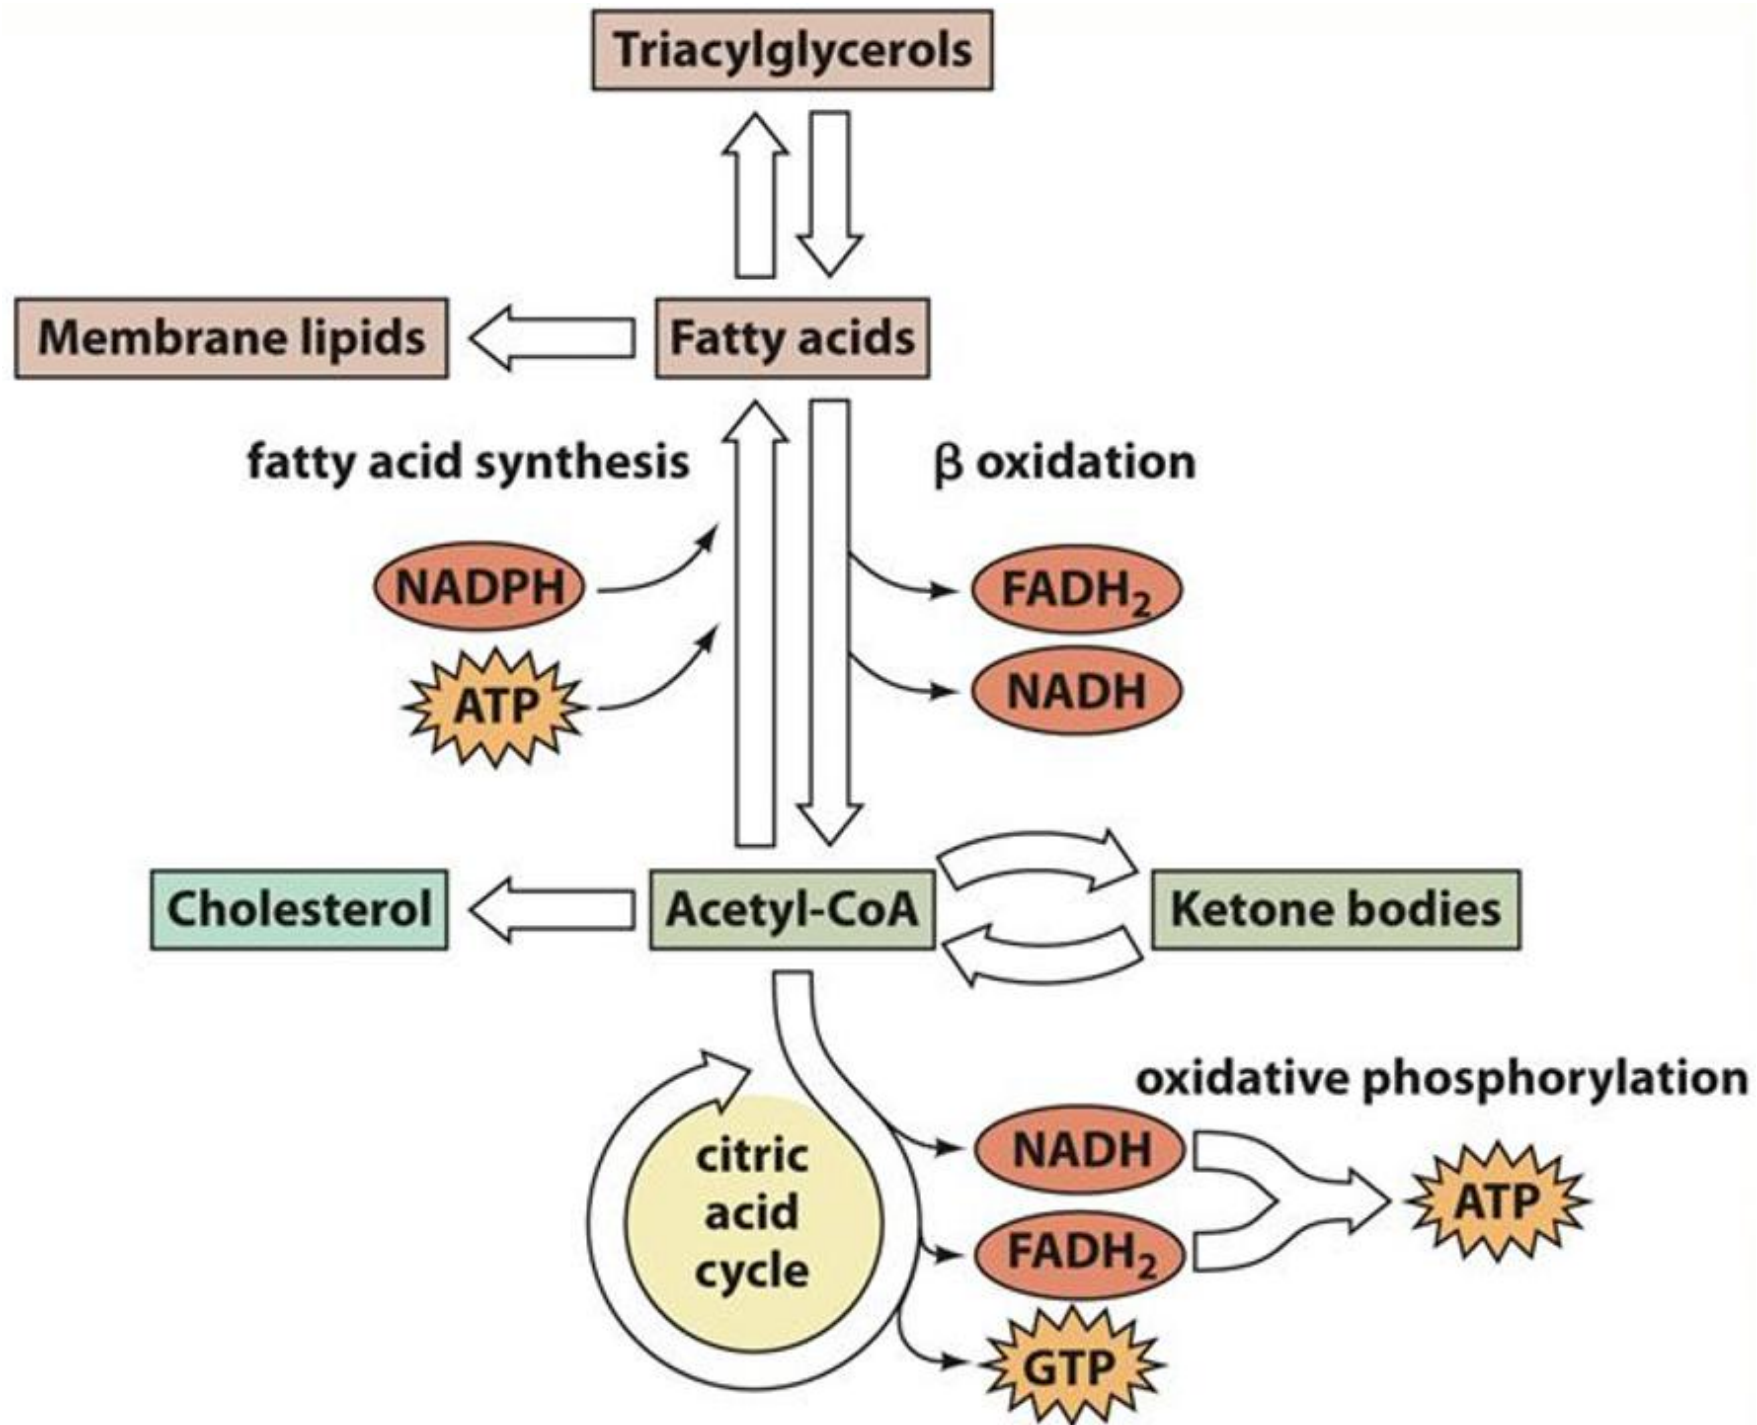 Triacylglycerols
Membrane lipids
Fatty acids
fatty acid synthesis
β oxidation
NADPH
FADH₂
ATP
NADH
Cholesterol
Acetyl-CoA
Ketone bodies
oxidative phosphorylation
citric
acid
cycle
NADH
FADH₂
ATP
GTP